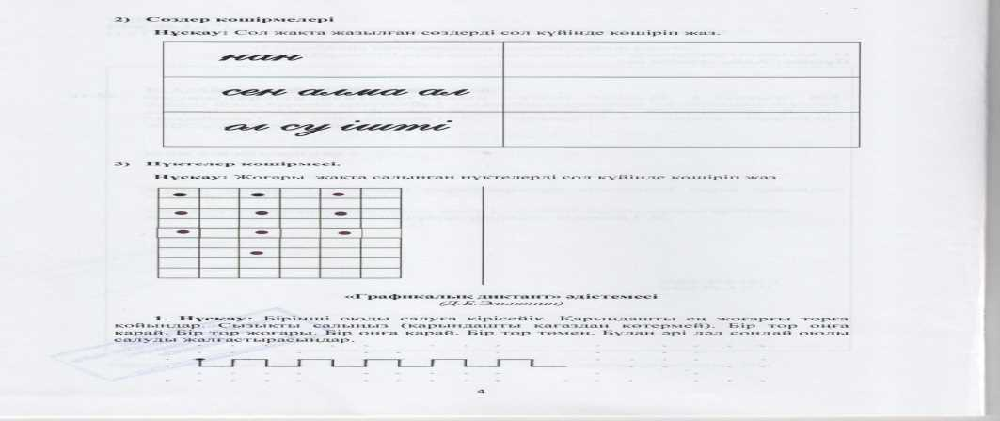 2) Сөздер көшірмелері
Нұсқау: Сол жақта жазылған сөздерді сол күйінде көшіріп жаз.
нан
сен алма ал
ол су ішті
3) Нүктелер көшірмесі.
Нұсқау: Жоғары жақта салынған нүктелерді сол күйінде көшіріп жаз.
«Графикалық диктант» әдістемесі
(Д.Б.Эльконин)
1. Нұсқау: Бірінші оюды салуға кірісейік. Қарындашты ең жоғарғы торға
қойыңдар. Сызықты салыңыз (қарындашты қағаздан көтермей). Бір тор оңға
қарай. Бір тор жоғары. Бір оңға қарай. Бір тор төмен. Бұдан әрі дәл сондай оюды
салуды жалғастырасыңдар.
4